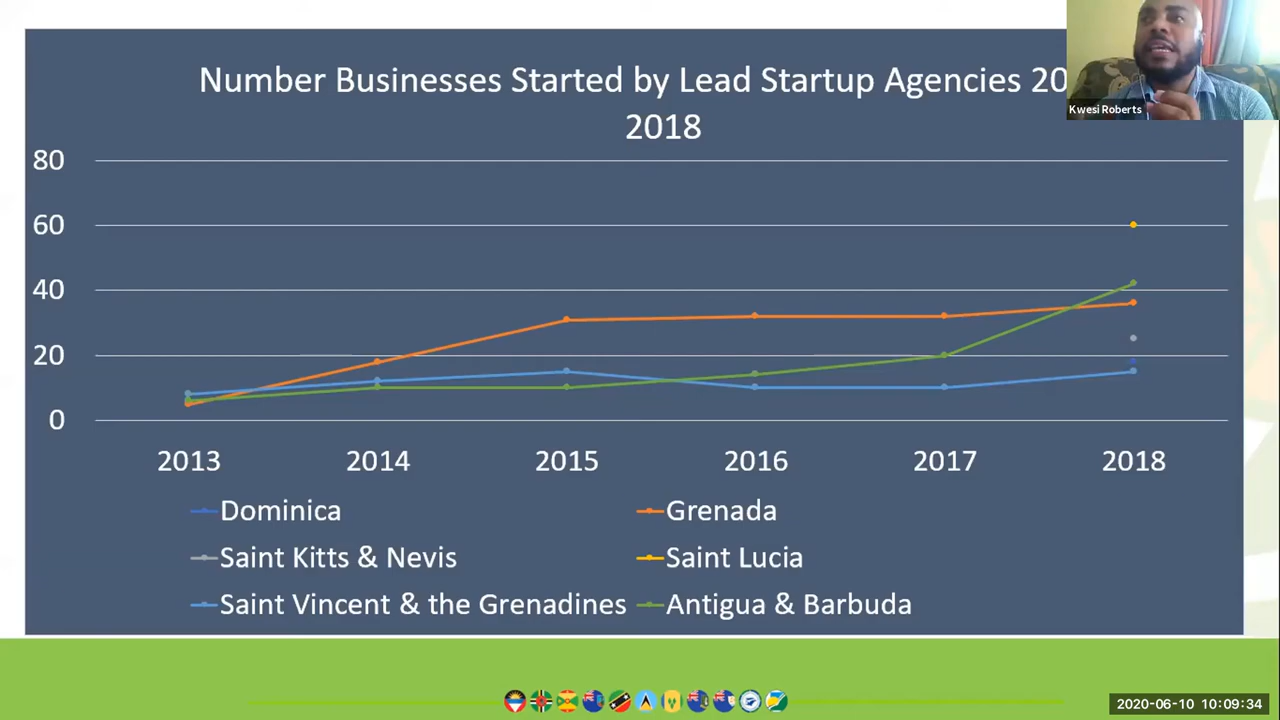 Number Businesses Started by Lead Startup Agencies 20
2018
Kwesi Roberts
80
60
40
20
0
2013 2014 2015 2016 2017 2018
Dominica Grenada
Saint Kitts & Nevis Saint Lucia
Saint Vincent & the Grenadines Antigua & Barbuda
2020-06-10 10:09:34